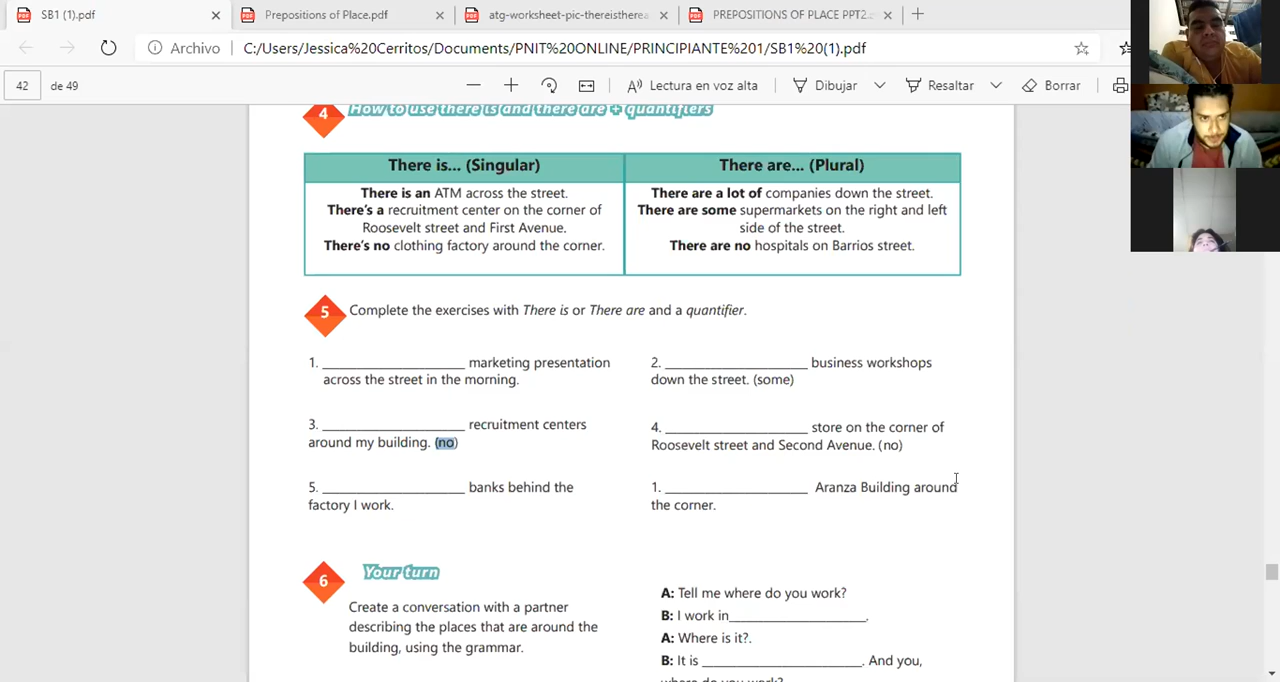 SB1 (1).pdf
Prepositions of Place.pdf
atg-worksheet-pic-thereistherea
PREPOSITIONS OF PLACE PPT2.
Archivo
C:/Users/Jessica%20Cerritos/Documents/PNIT%20ONLINE/PRINCIPIANTE%201/SB1%20(1).pdf
42 de 49
Lectura en voz alta
Dibujar
Resaltar
Borrar
4 How to use there is and there are + quantifiers
There is... (Singular)
There is an ATM across the street.
There's a recruitment center on the corner of
Roosevelt street and First Avenue.
There's no clothing factory around the corner.
There are... (Plural)
There are a lot of companies down the street.
There are some supermarkets on the right and left
side of the street.
There are no hospitals on Barrios street.
5 Complete the exercises with There is or There are and a quantifier.
1. ____________________ marketing presentation
across the street in the morning.
2. ____________________ business workshops
down the street. (some)
3. ____________________ recruitment centers
around my building. (no)
4. ____________________ store on the corner of
Roosevelt street and Second Avenue. (no)
5. ____________________ banks behind the
factory I work.
1. ____________________ Aranza Building around
the corner.
6 Your turn
Create a conversation with a partner
describing the places that are around the
building, using the grammar.
A: Tell me where do you work?
B: I work in____________________.
A: Where is it?.
B: It is _______________________. And you,
where do you work?